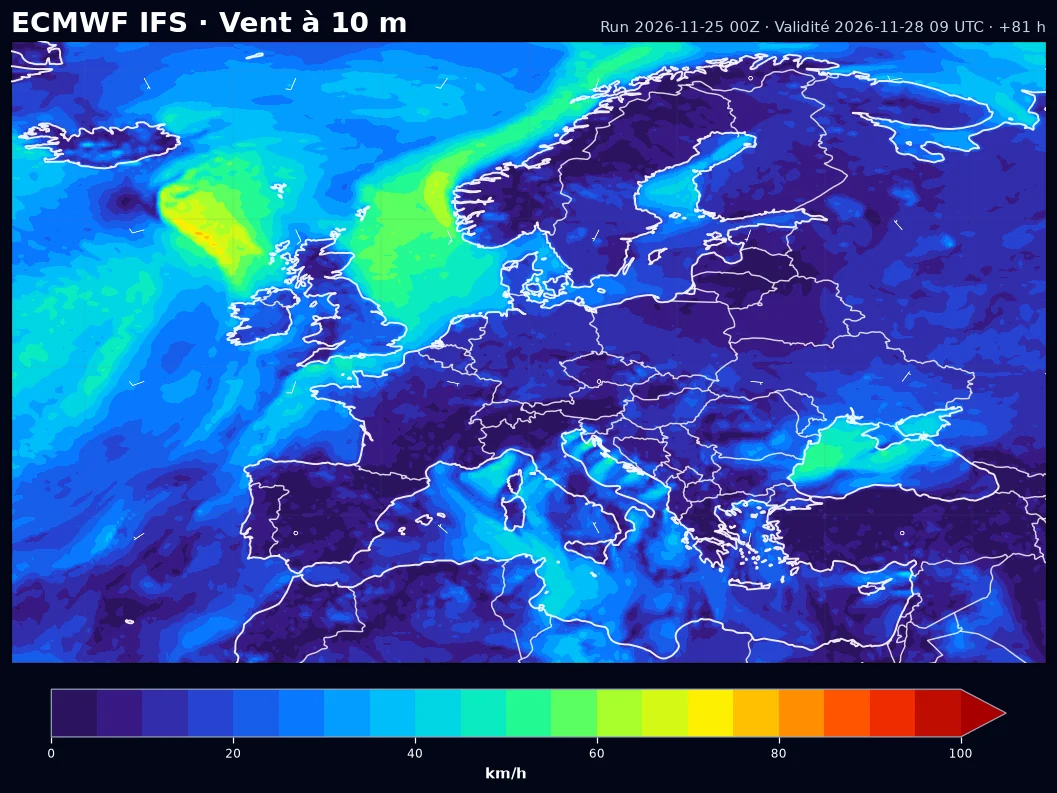 ECMWF IFS · Vent à 10 m
Run 2026-11-25 00Z · Validité 2026-11-28 09 UTC · +81 h
0 20 40 60 80 100
km/h